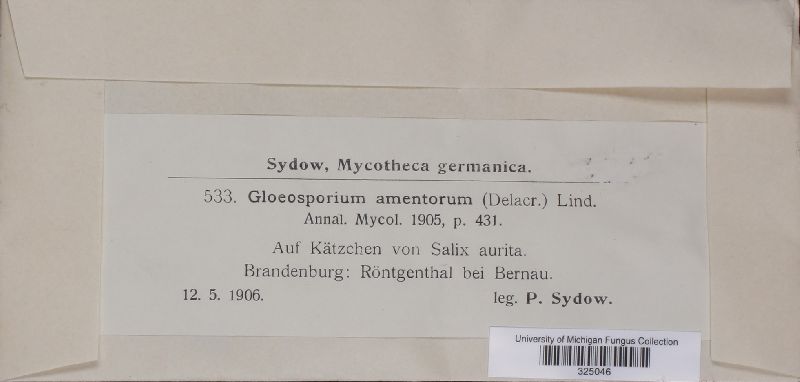 Sydow, Mycotheca germanica.
533. Gloeosporium amentorum (Delacr.) Lind.
Annal. Mycol. 1905, p. 431.
Auf Kätzchen von Salix aurita.
Brandenburg: Röntgenthal bei Bernau.
12. 5. 1906. leg. P. Sydow.
University of Michigan Fungus Collection
325046